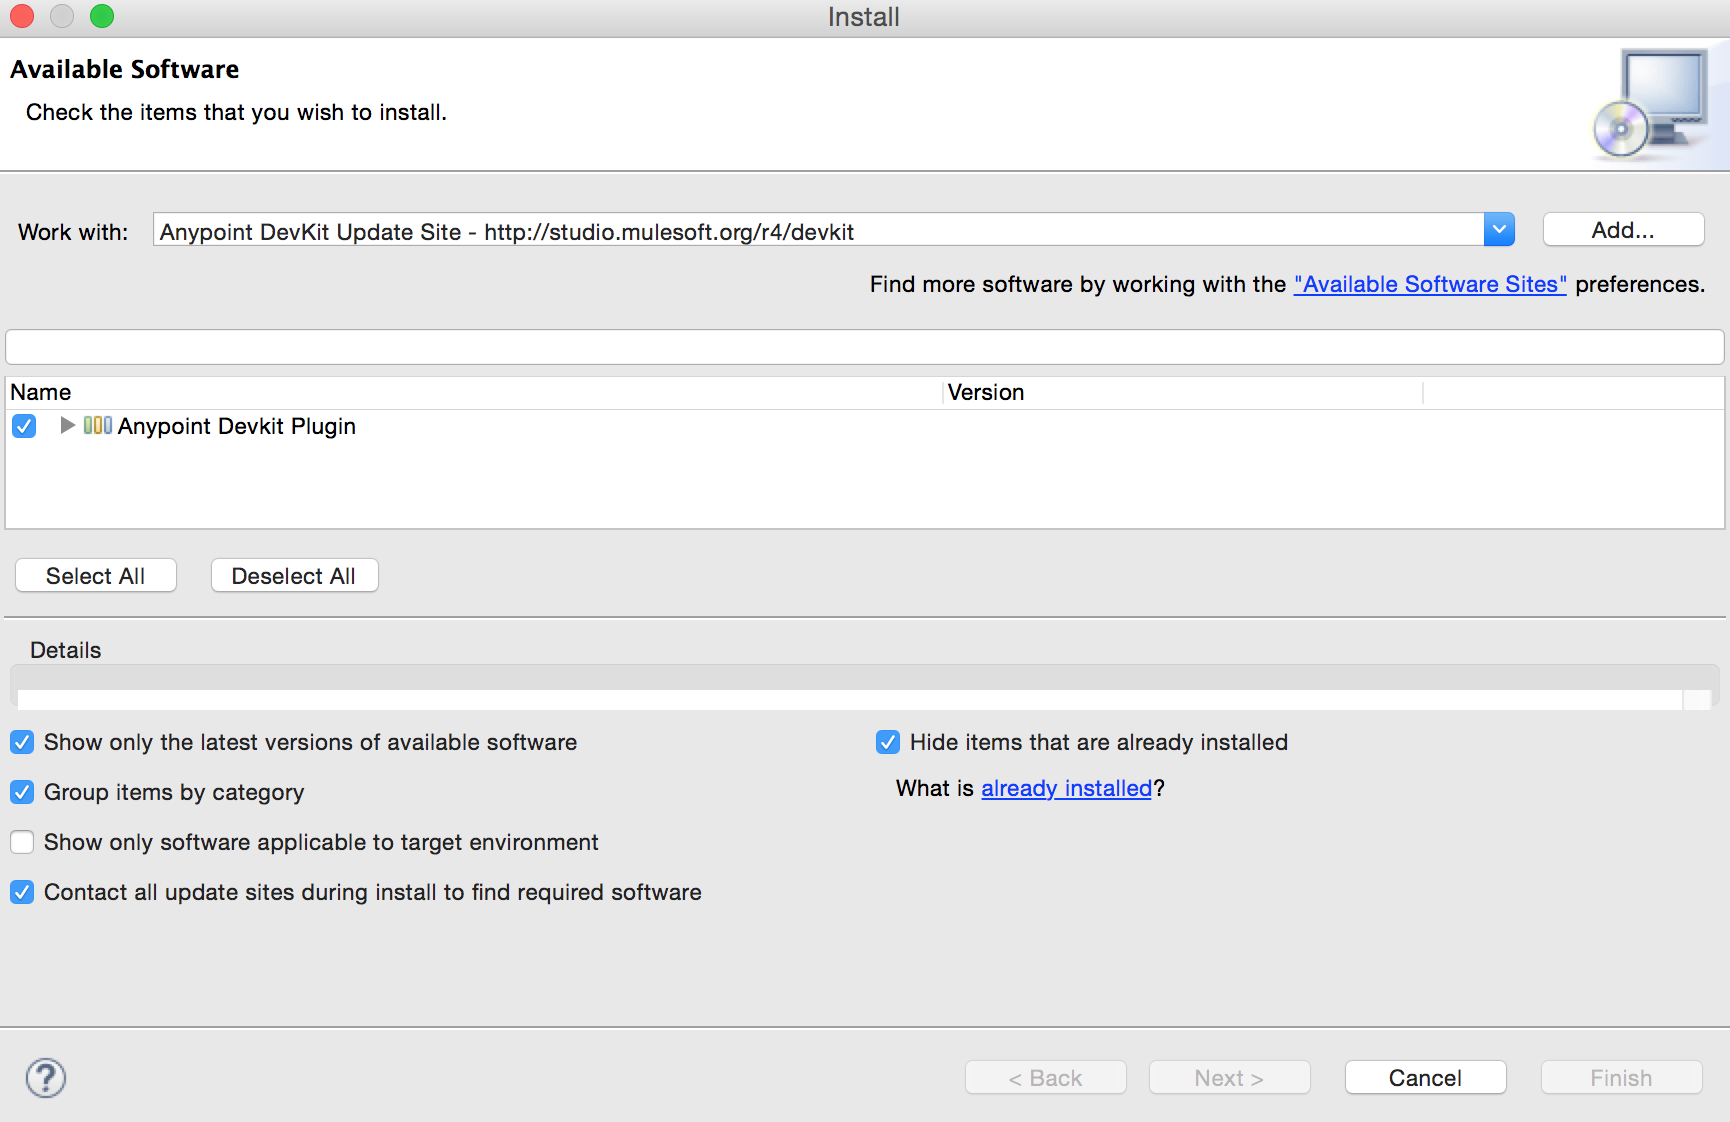 Install
Available Software
Check the items that you wish to install.
Work with: Anypoint DevKit Update Site - http://studio.mulesoft.org/r4/devkit Add...
Find more software by working with the "Available Software Sites" preferences.
Name Version
Anypoint Devkit Plugin
Select All Deselect All
Details
Show only the latest versions of available software Hide items that are already installed
Group items by category What is already installed?
Show only software applicable to target environment
Contact all update sites during install to find required software
? < Back Next > Cancel Finish